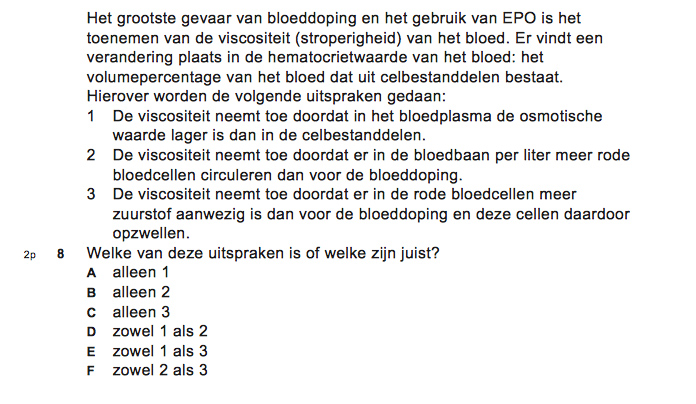 Het grootste gevaar van bloeddoping en het gebruik van EPO is het
toenemen van de viscositeit (stroperigheid) van het bloed. Er vindt een
verandering plaats in de hematocrietwaarde van het bloed: het
volumepercentage van het bloed dat uit celbestanddelen bestaat.
Hierover worden de volgende uitspraken gedaan:
1 De viscositeit neemt toe doordat in het bloedplasma de osmotische
waarde lager is dan in de celbestanddelen.
2 De viscositeit neemt toe doordat er in de bloedbaan per liter meer rode
bloedcellen circuleren dan voor de bloeddoping.
3 De viscositeit neemt toe doordat er in de rode bloedcellen meer
zuurstof aanwezig is dan voor de bloeddoping en deze cellen daardoor
opzwellen.
2p 8 Welke van deze uitspraken is of welke zijn juist?
A alleen 1
B alleen 2
C alleen 3
D zowel 1 als 2
E zowel 1 als 3
F zowel 2 als 3